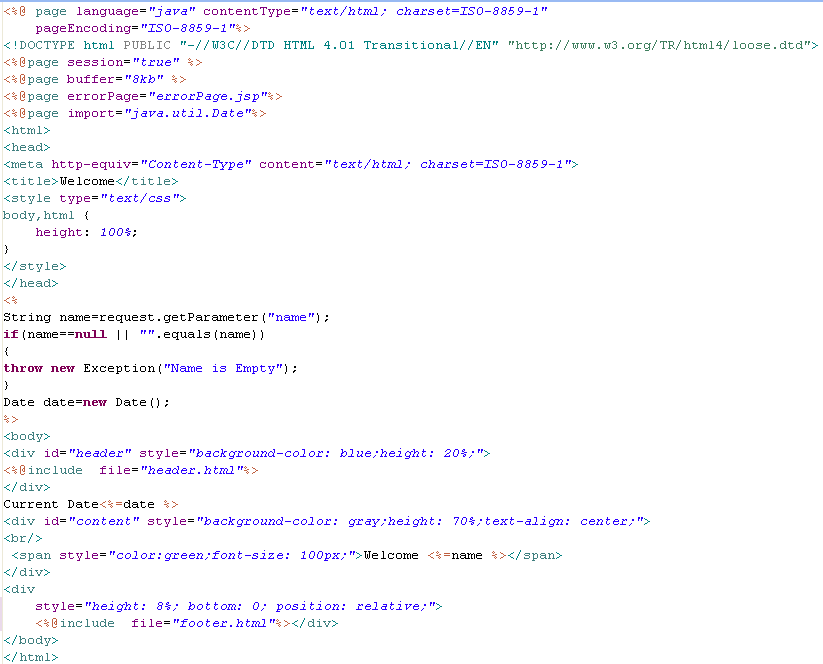 <%@ page language="java" contentType="text/html; charset=ISO-8859-1"
    pageEncoding="ISO-8859-1"%>
<!DOCTYPE html PUBLIC "-//W3C//DTD HTML 4.01 Transitional//EN" "http://www.w3.org/TR/html4/loose.dtd">
<%@page session="true" %>
<%@page buffer="8kb" %>
<%@page errorPage="errorPage.jsp"%>
<%@page import="java.util.Date"%>
<html>
<head>
<meta http-equiv="Content-Type" content="text/html; charset=ISO-8859-1">
<title>Welcome</title>
<style type="text/css">
body,html {
    height: 100%;
}
</style>
</head>
<%
String name=request.getParameter("name");
if(name==null || "".equals(name))
{
throw new Exception("Name is Empty");
}
Date date=new Date();
%>
<body>
<div id="header" style="background-color: blue;height: 20%;">
<%@include  file="header.html"%>
</div>
Current Date<%=date %>
<div id="content" style="background-color: gray;height: 70%;text-align: center;">
<br/>
 <span style="color:green;font-size: 100px;">Welcome <%=name %></span>
</div>
<div
    style="height: 8%; bottom: 0; position: relative;">
    <%@include  file="footer.html"%></div>
</body>
</html>